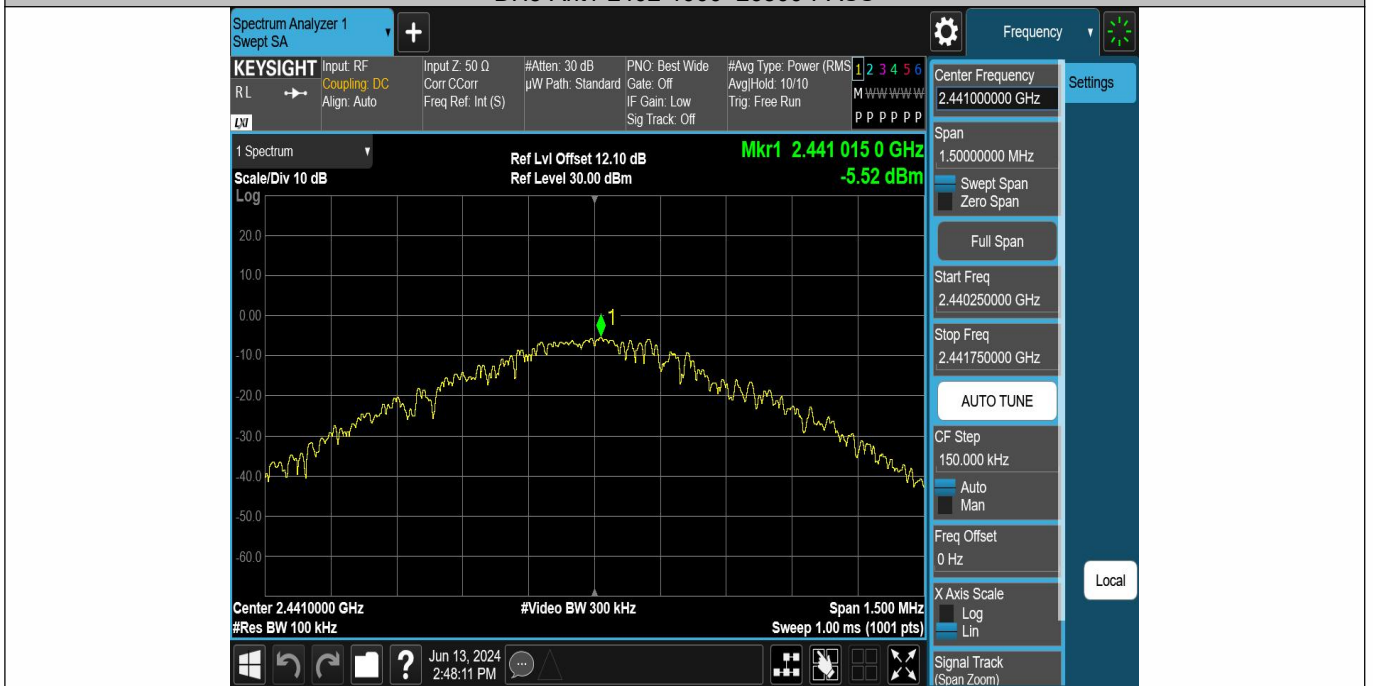 Spectrum Analyzer 1
Swept SA
+
Frequency
KEYSIGHT
RL
LXI
Input: RF
Coupling: DC
Align: Auto
Input Z: 50 Ω
Corr CCorr
Freq Ref: Int (S)
#Atten: 30 dB
µW Path: Standard
PNO: Best Wide
Gate: Off
IF Gain: Low
Sig Track: Off
#Avg Type: Power (RMS
Avg|Hold: 10/10
Trig: Free Run
1 2 3 4 5 6
M W W W W W
P P P P P P
1 Spectrum
Scale/Div 10 dB
Log
Ref Lvl Offset 12.10 dB
Ref Level 30.00 dBm
Mkr1 2.441 015 0 GHz
-5.52 dBm
20.0
10.0
0.00
-10.0
-20.0
-30.0
-40.0
-50.0
-60.0
1
Center 2.4410000 GHz
#Res BW 100 kHz
#Video BW 300 kHz
Span 1.500 MHz
Sweep 1.00 ms (1001 pts)
Center Frequency
2.441000000 GHz
Settings
Span
1.50000000 MHz
Swept Span
Zero Span
Full Span
Start Freq
2.440250000 GHz
Stop Freq
2.441750000 GHz
AUTO TUNE
CF Step
150.000 kHz
Auto
Man
Freq Offset
0 Hz
Local
X Axis Scale
Log
Lin
Signal Track
(Span Zoom)
?
Jun 13, 2024
2:48:11 PM